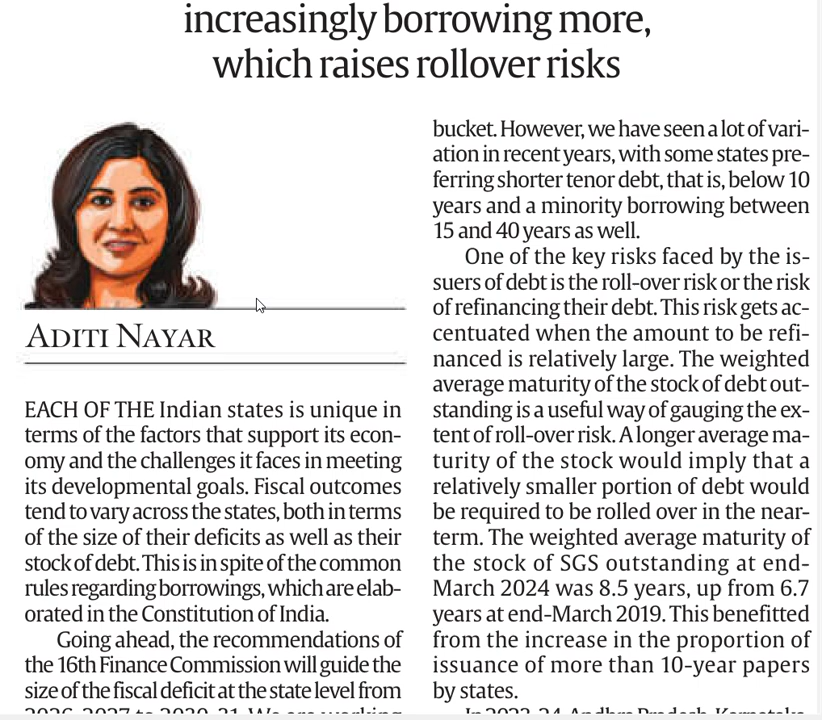 increasingly borrowing more,
which raises rollover risks
ADITI NAYAR
EACH OF THE Indian states is unique in
terms of the factors that support its econ-
omy and the challenges it faces in meeting
its developmental goals. Fiscal outcomes
tend to vary across the states, both in terms
of the size of their deficits as well as their
stock of debt. This is in spite of the common
rules regarding borrowings, which are elab-
orated in the Constitution of India.
Going ahead, the recommendations of
the 16th Finance Commission will guide the
size of the fiscal deficit at the state level from
2026-2027 to 2030-31. We are working
bucket. However, we have seen a lot of vari-
ation in recent years, with some states pre-
ferring shorter tenor debt, that is, below 10
years and a minority borrowing between
15 and 40 years as well.
One of the key risks faced by the is-
suers of debt is the roll-over risk or the risk
of refinancing their debt. This risk gets ac-
centuated when the amount to be refi-
nanced is relatively large. The weighted
average maturity of the stock of debt out-
standing is a useful way of gauging the ex-
tent of roll-over risk. A longer average ma-
turity of the stock would imply that a
relatively smaller portion of debt would
be required to be rolled over in the near-
term. The weighted average maturity of
the stock of SGS outstanding at end-
March 2024 was 8.5 years, up from 6.7
years at end-March 2019. This benefitted
from the increase in the proportion of
issuance of more than 10-year papers
by states.
In 2023-24, Andhra Pradesh, Karnataka,